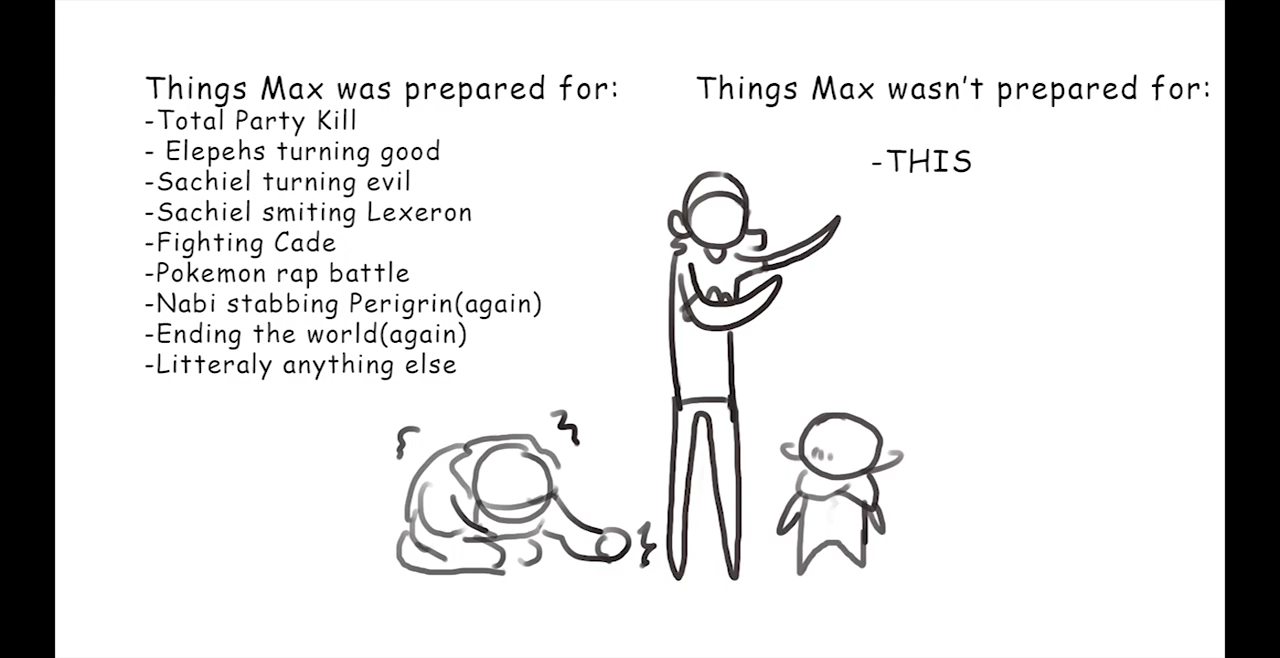 Things Max was prepared for:
-Total Party Kill
- Elepehs turning good
-Sachiel turning evil
-Sachiel smiting Lexeron
-Fighting Cade
-Pokemon rap battle
-Nabi stabbing Perigrin(again)
-Ending the world(again)
-Litteraly anything else
Things Max wasn't prepared for:
-THIS